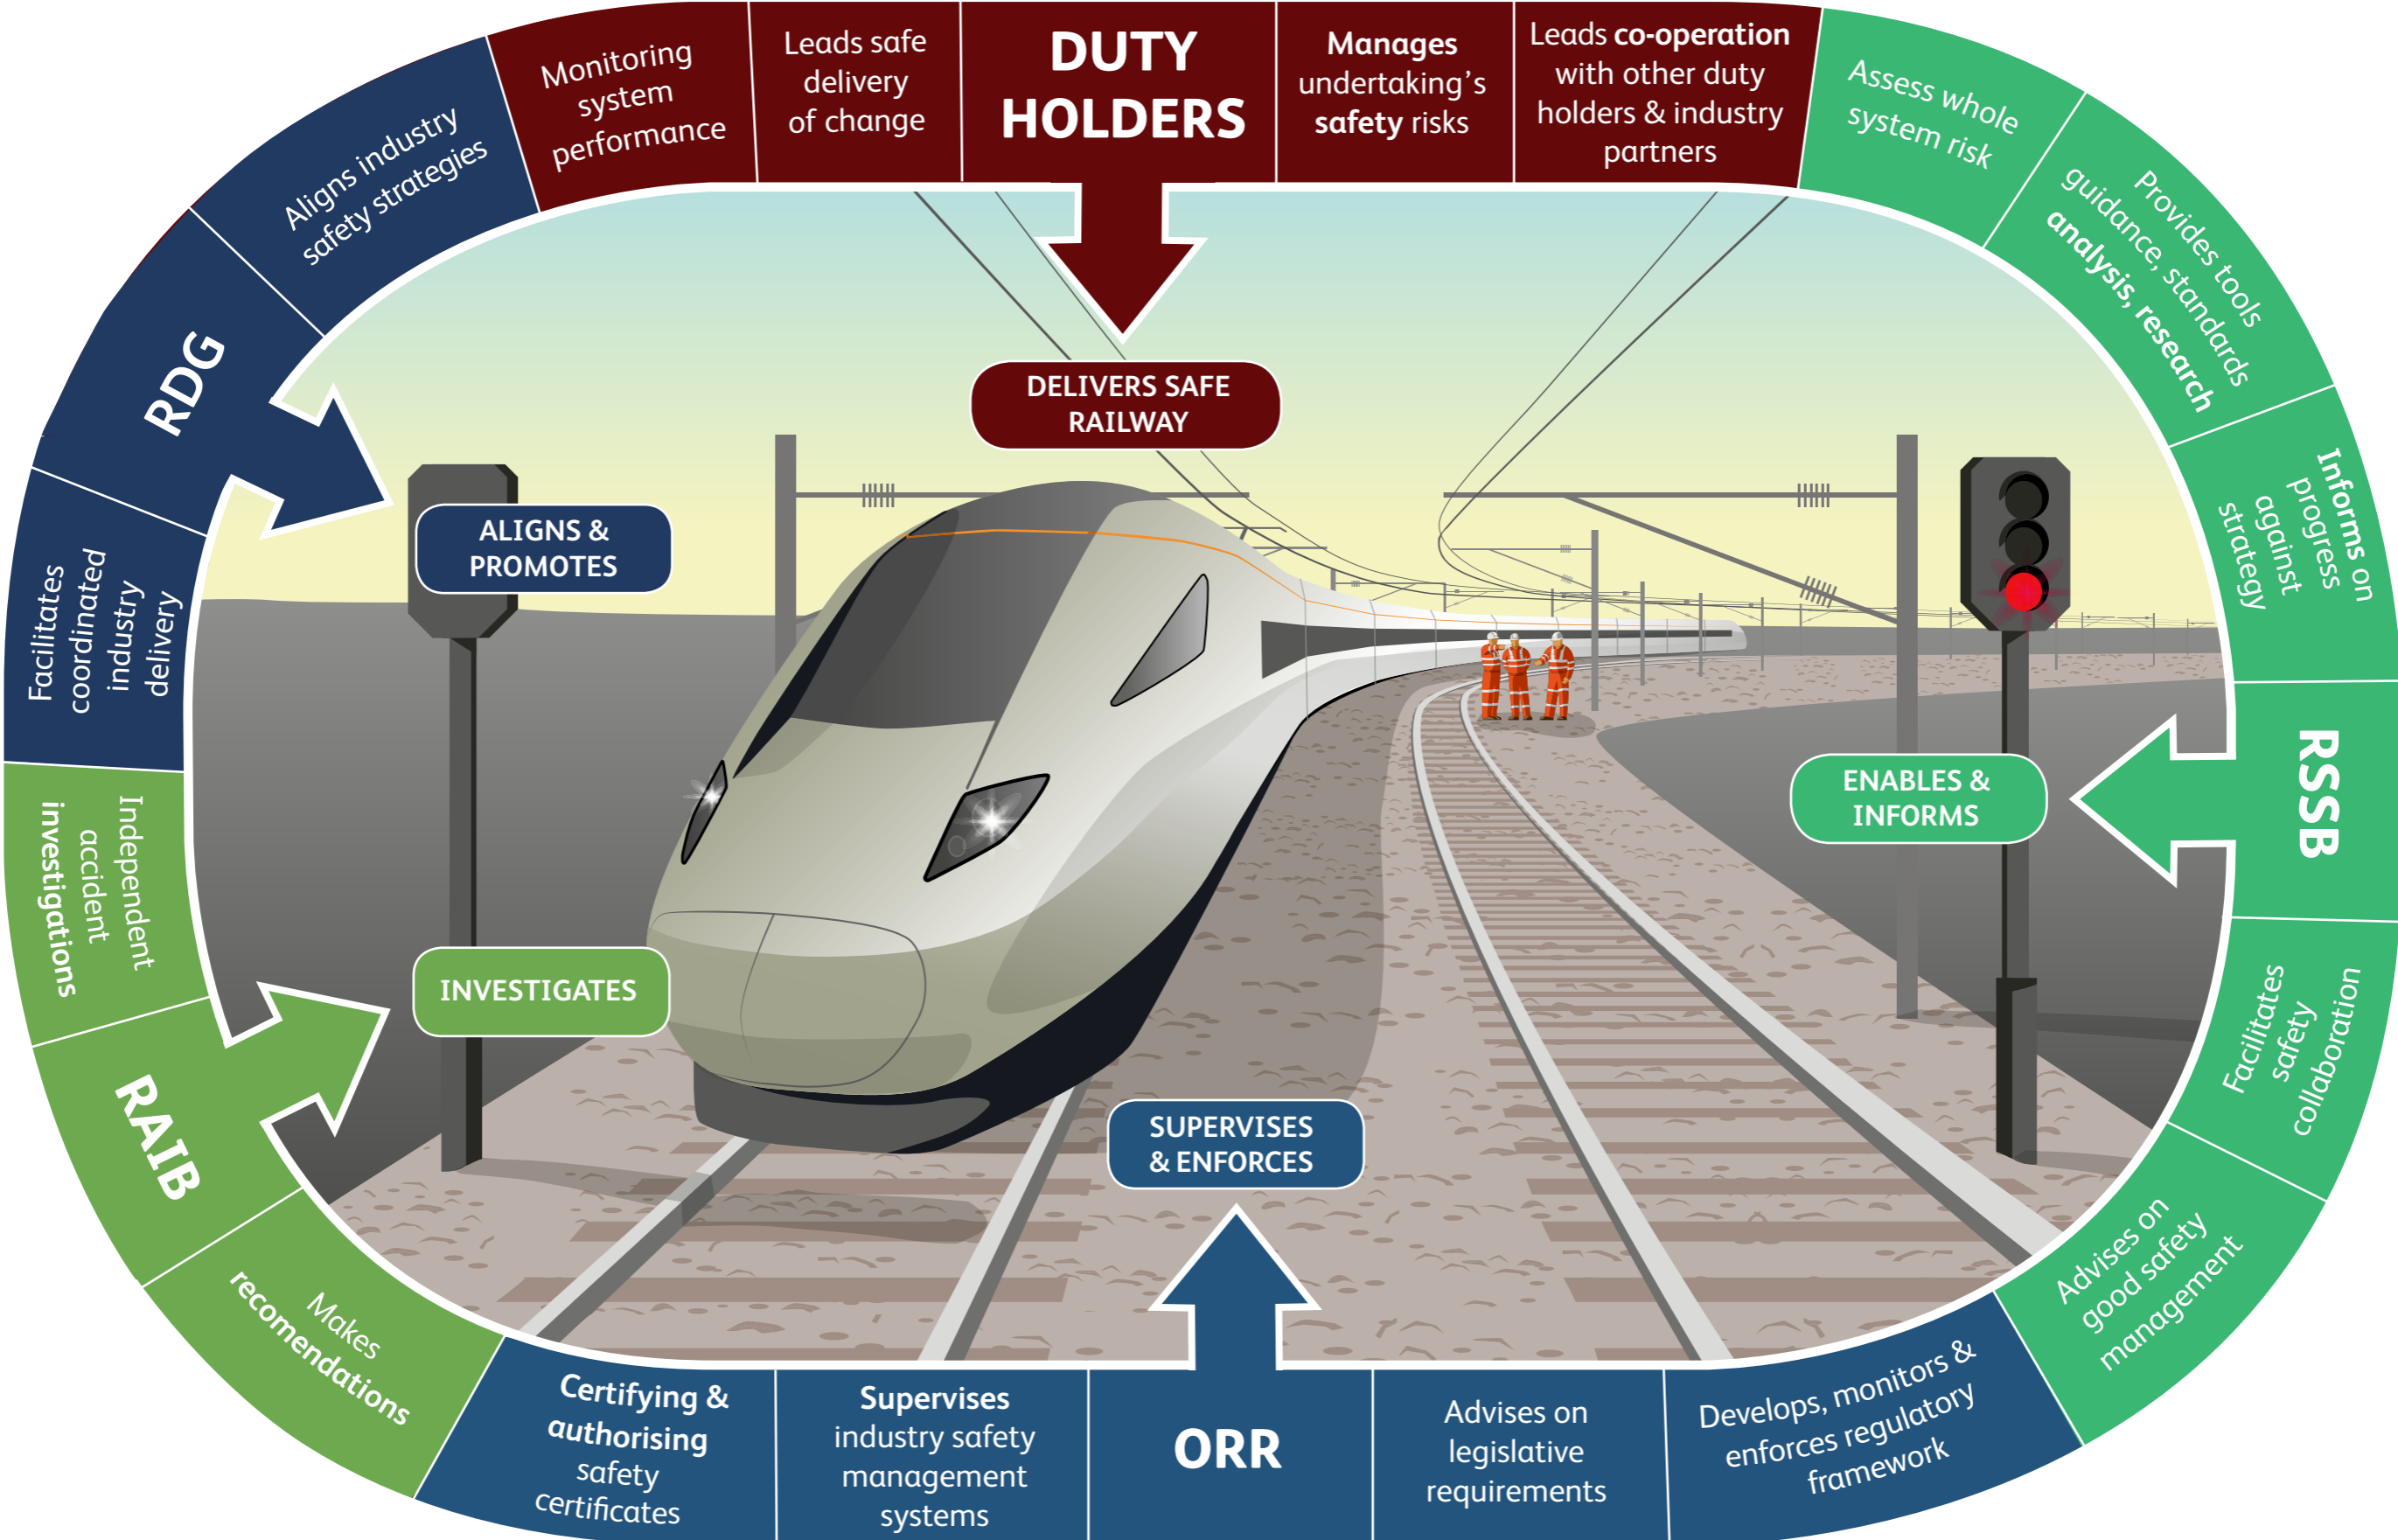 Monitoring
system
performance
Leads safe
delivery
of change
DUTY
HOLDERS
Manages
undertaking's
safety risks
Leads co-operation
with other duty
holders & industry
partners
Assess whole
system risk
Provides tools
guidance, standards
analysis, research
Informs on
progress
against
strategy
RSSB
Facilitates
safety
collaboration
Advises on
good safety
management
Develops, monitors &
enforces regulatory
framework
Advises on
legislative
requirements
ORR
Supervises
industry safety
management
systems
Certifying &
authorising
safety
certificates
Makes
recomendations
RAIB
Independent
accident
investigations
Facilitates
coordinated
industry
delivery
RDG
Aligns industry
safety strategies
DELIVERS SAFE
RAILWAY
ALIGNS &
PROMOTES
ENABLES &
INFORMS
INVESTIGATES
SUPERVISES
& ENFORCES